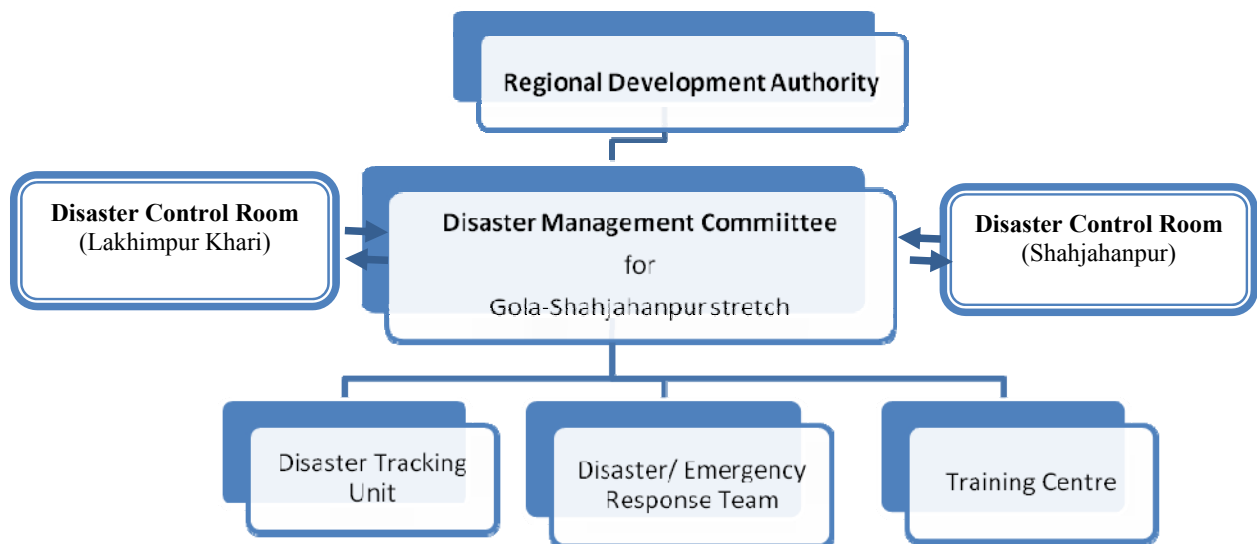 Regional Development Authority
Disaster Control Room
(Lakhimpur Khari)
Disaster Management Commiittee
for
Gola-Shahjahanpur stretch
Disaster Control Room
(Shahjahanpur)
Disaster Tracking
Unit
Disaster/ Emergency
Response Team
Training Centre